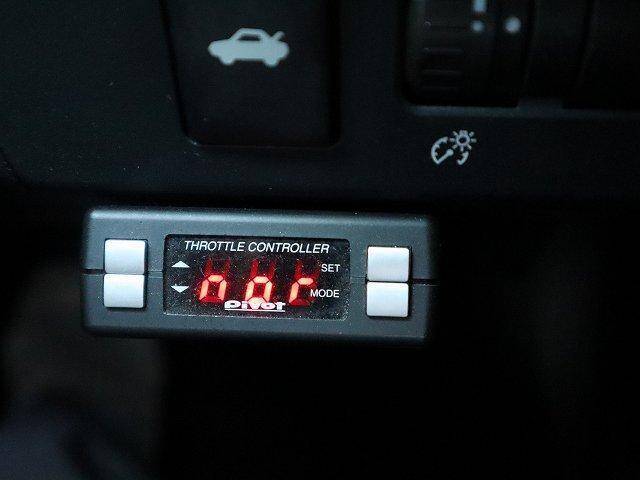 THROTTLE CONTROLLER
SET
nor
MODE
Pivot